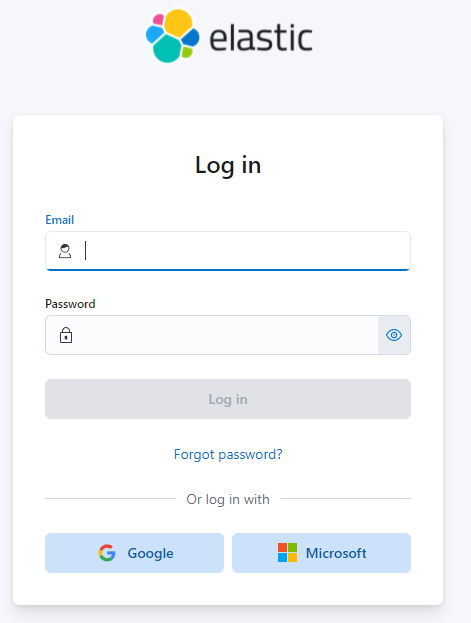 elastic
Log in
Email
Password
Log in
Forgot password?
Or log in with
Google
Microsoft